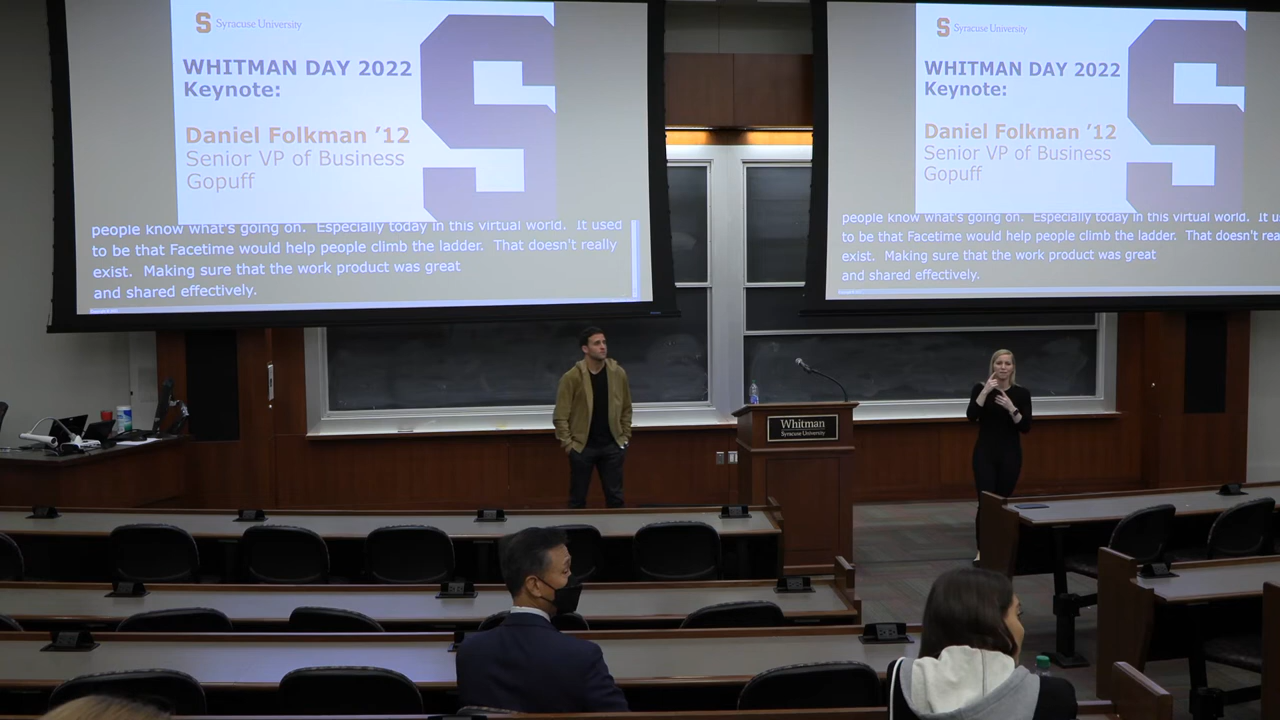 S Syracuse University
WHITMAN DAY 2022
Keynote:
Daniel Folkman ’12
Senior VP of Business
Gopuff
people know what's going on. Especially today in this virtual world. It used
to be that Facetime would help people climb the ladder. That doesn't really
exist. Making sure that the work product was great
and shared effectively.
S Syracuse University
WHITMAN DAY 2022
Keynote:
Daniel Folkman ’12
Senior VP of Business
Gopuff
people know what's going on. Especially today in this virtual world. It u
to be that Facetime would help people climb the ladder. That doesn't rea
exist. Making sure that the work product was great
and shared effectively.
Whitman
Syracuse University